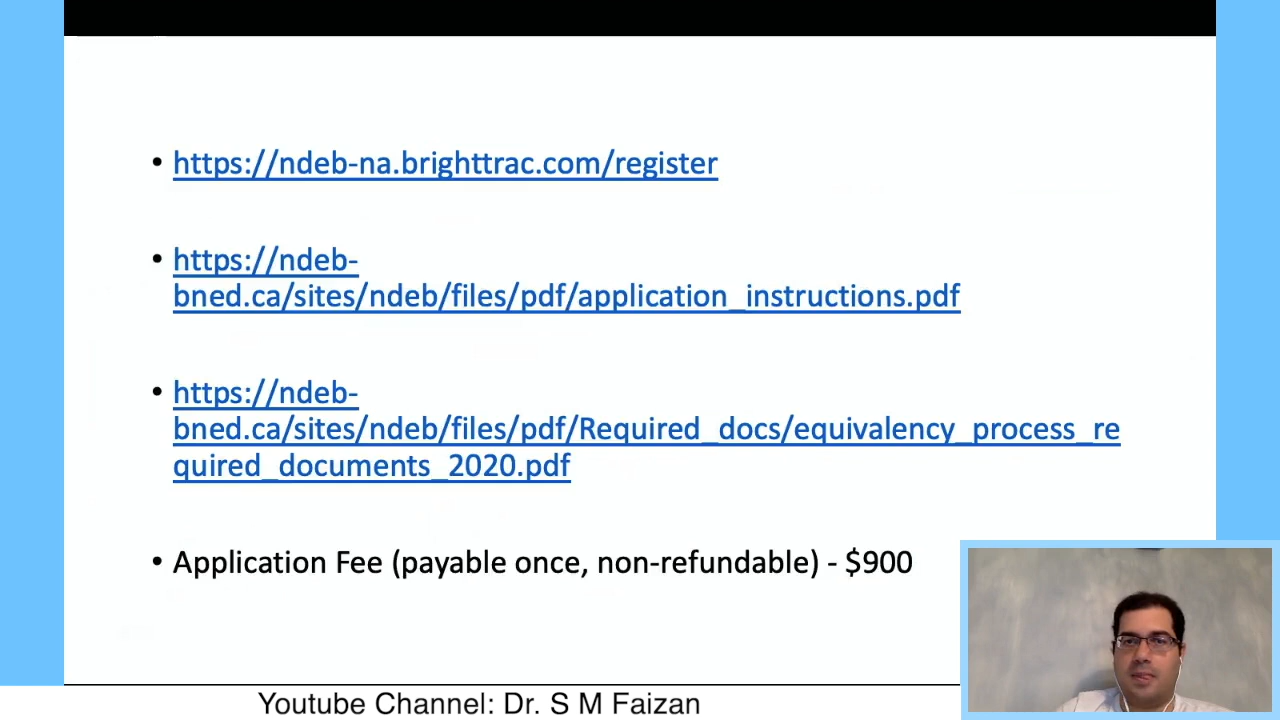 • https://ndeb-na.brighttrac.com/register
• https://ndeb-
bned.ca/sites/ndeb/files/pdf/application_instructions.pdf
• https://ndeb-
bned.ca/sites/ndeb/files/pdf/Required_docs/equivalency_process_re
quired_documents_2020.pdf
• Application Fee (payable once, non-refundable) - $900
Youtube Channel: Dr. S M Faizan